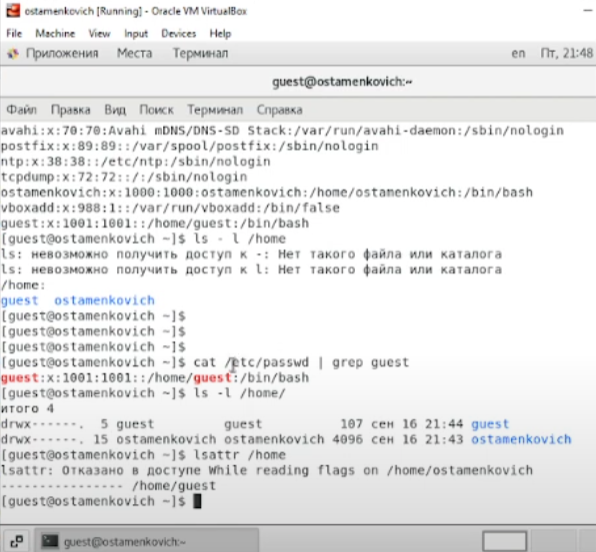 ostamenkovich [Running] - Oracle VM VirtualBox
File Machine View Input Devices Help
Приложения Места Терминал en Пт, 21:48
guest@ostamenkovich:~
Файл Правка Вид Поиск Терминал Справка
avahi:x:70:70:Avahi mDNS/DNS-SD Stack:/var/run/avahi-daemon:/sbin/nologin
postfix:x:89:89::/var/spool/postfix:/sbin/nologin
ntp:x:38:38::/etc/ntp:/sbin/nologin
tcpdump:x:72:72::/:/sbin/nologin
ostamenkovich:x:1000:1000:ostamenkovich:/home/ostamenkovich:/bin/bash
vboxadd:x:988:1::/var/run/vboxadd:/bin/false
guest:x:1001:1001::/home/guest:/bin/bash
[guest@ostamenkovich ~]$ ls - l /home
ls: невозможно получить доступ к -: Нет такого файла или каталога
ls: невозможно получить доступ к l: Нет такого файла или каталога
/home:
guest ostamenkovich
[guest@ostamenkovich ~]$
[guest@ostamenkovich ~]$
[guest@ostamenkovich ~]$
[guest@ostamenkovich ~]$ cat /etc/passwd | grep guest
guest:x:1001:1001::/home/guest:/bin/bash
[guest@ostamenkovich ~]$ ls -l /home/
итого 4
drwx------. 5 guest guest 107 сен 16 21:44 guest
drwx------. 15 ostamenkovich ostamenkovich 4096 сен 16 21:43 ostamenkovich
[guest@ostamenkovich ~]$ lsattr /home
lsattr: Отказано в доступе While reading flags on /home/ostamenkovich
---------------- /home/guest
[guest@ostamenkovich ~]$
guest@ostamenkovich:~